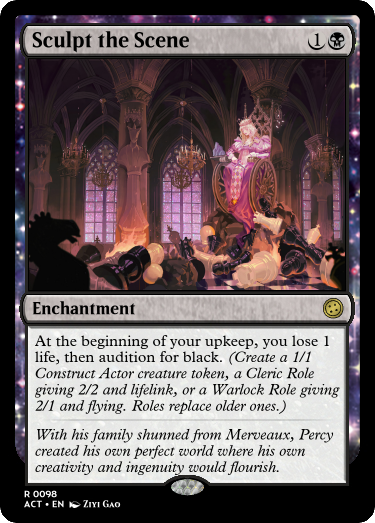 Sculpt the Scene 1
Enchantment
At the beginning of your upkeep, you lose 1
life, then audition for black. (Create a 1/1
Construct Actor creature token, a Cleric Role
giving 2/2 and lifelink, or a Warlock Role giving
2/1 and flying. Roles replace older ones.)
With his family shunned from Merveaux, Percy
created his own perfect world where his own
creativity and ingenuity would flourish.
R 0098
ACT • EN Ziyi Gao